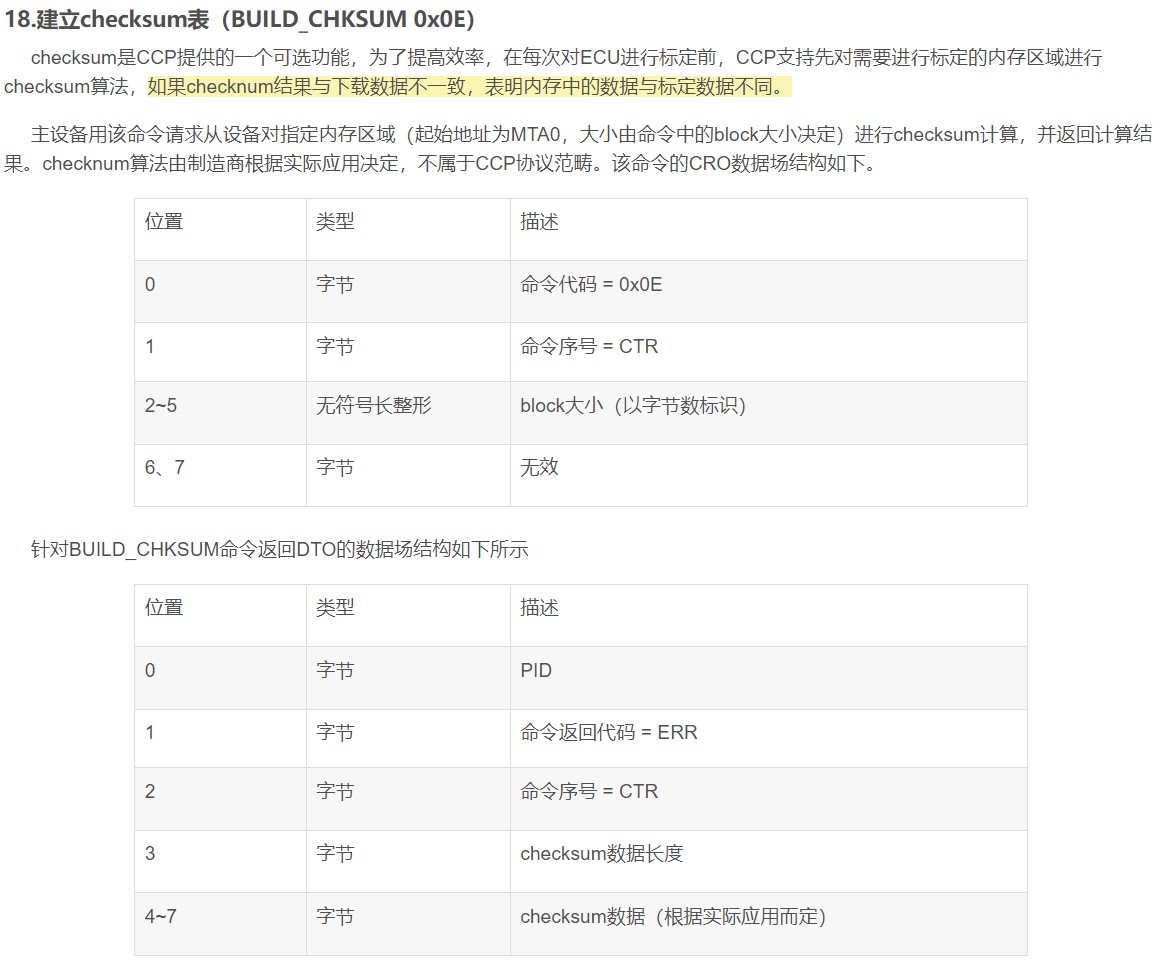 18.建立checksum表（BUILD_CHKSUM 0x0E）
checksum是CCP提供的一个可选功能，为了提高效率，在每次对ECU进行标定前，CCP支持先对需要进行标定的内存区域进行
checksum算法，如果checknum结果与下载数据不一致，表明内存中的数据与标定数据不同。
主设备用该命令请求从设备对指定内存区域（起始地址为MTA0，大小由命令中的block大小决定）进行checksum计算，并返回计算结
果。checknum算法由制造商根据实际应用决定，不属于CCP协议范畴。该命令的CRO数据场结构如下。
位置 类型 描述
0 字节 命令代码 = 0x0E
1 字节 命令序号 = CTR
2~5 无符号长整形 block大小（以字节数标识）
6、7 字节 无效
针对BUILD_CHKSUM命令返回DTO的数据场结构如下所示
位置 类型 描述
0 字节 PID
1 字节 命令返回代码 = ERR
2 字节 命令序号 = CTR
3 字节 checksum数据长度
4~7 字节 checksum数据（根据实际应用而定）